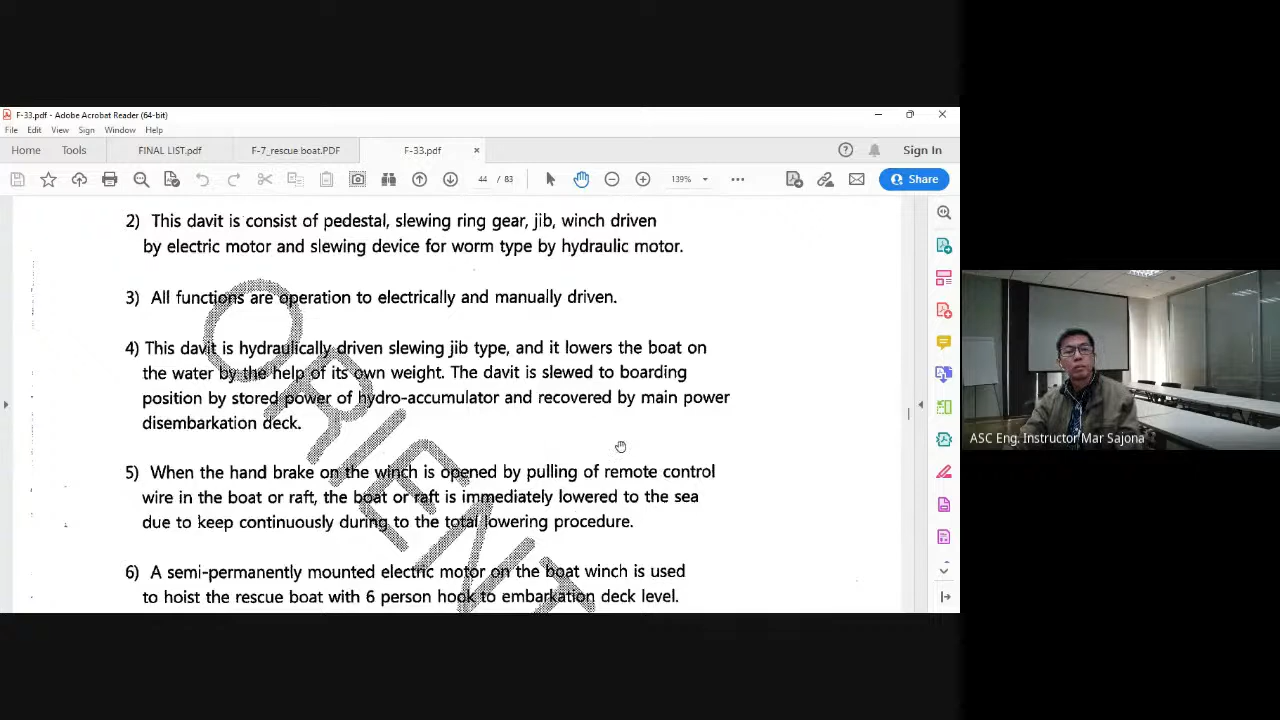 F-33.pdf - Adobe Acrobat Reader (64-bit)
File Edit View Sign Window Help
Home Tools FINAL LIST.pdf F-7_rescue boat.PDF F-33.pdf × Sign In
44 / 83 139% Share
2) This davit is consist of pedestal, slewing ring gear, jib, winch driven
by electric motor and slewing device for worm type by hydraulic motor.
3) All functions are operation to electrically and manually driven.
4) This davit is hydraulically driven slewing jib type, and it lowers the boat on
the water by the help of its own weight. The davit is slewed to boarding
position by stored power of hydro-accumulator and recovered by main power
disembarkation deck.
5) When the hand brake on the winch is opened by pulling of remote control
wire in the boat or raft, the boat or raft is immediately lowered to the sea
due to keep continuously during to the total lowering procedure.
6) A semi-permanently mounted electric motor on the boat winch is used
to hoist the rescue boat with 6 person hook to embarkation deck level.
ORIENT
ASC Eng. Instructor Mar Sajona